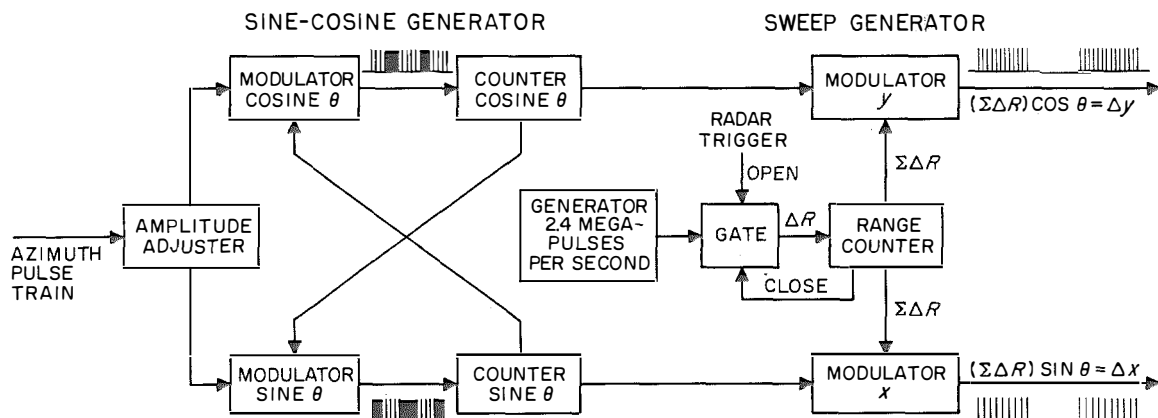 SINE-COSINE GENERATOR
SWEEP GENERATOR
MODULATOR
COSINE θ
COUNTER
COSINE θ
MODULATOR
y
(ΣΔR) COS θ = Δy
RADAR
TRIGGER
OPEN
ΣΔR
AMPLITUDE
ADJUSTER
AZIMUTH
PULSE
TRAIN
GENERATOR
2.4 MEGA-
PULSES
PER SECOND
GATE
ΔR
RANGE
COUNTER
CLOSE
ΣΔR
MODULATOR
SINE θ
COUNTER
SINE θ
MODULATOR
x
(ΣΔR) SIN θ = Δx